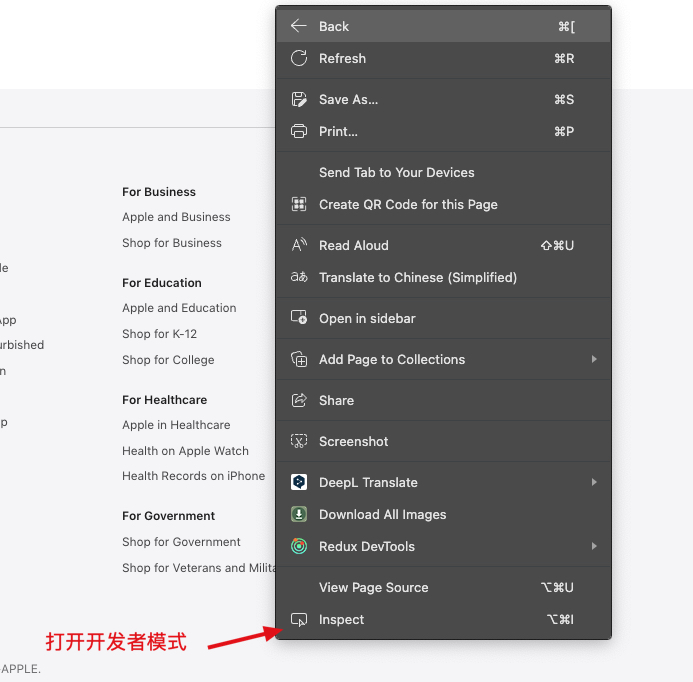 Back ⌘[
Refresh ⌘R
Save As... ⌘S
Print... ⌘P
Send Tab to Your Devices
Create QR Code for this Page
Read Aloud ⇧⌘U
Translate to Chinese (Simplified)
Open in sidebar
Add Page to Collections
Share
Screenshot
DeepL Translate
Download All Images
Redux DevTools
View Page Source ⌥⌘U
Inspect ⌥⌘I
For Business
Apple and Business
Shop for Business
For Education
Apple and Education
Shop for K-12
Shop for College
For Healthcare
Apple in Healthcare
Health on Apple Watch
Health Records on iPhone
For Government
Shop for Government
Shop for Veterans and Milita
打开开发者模式
-APPLE.